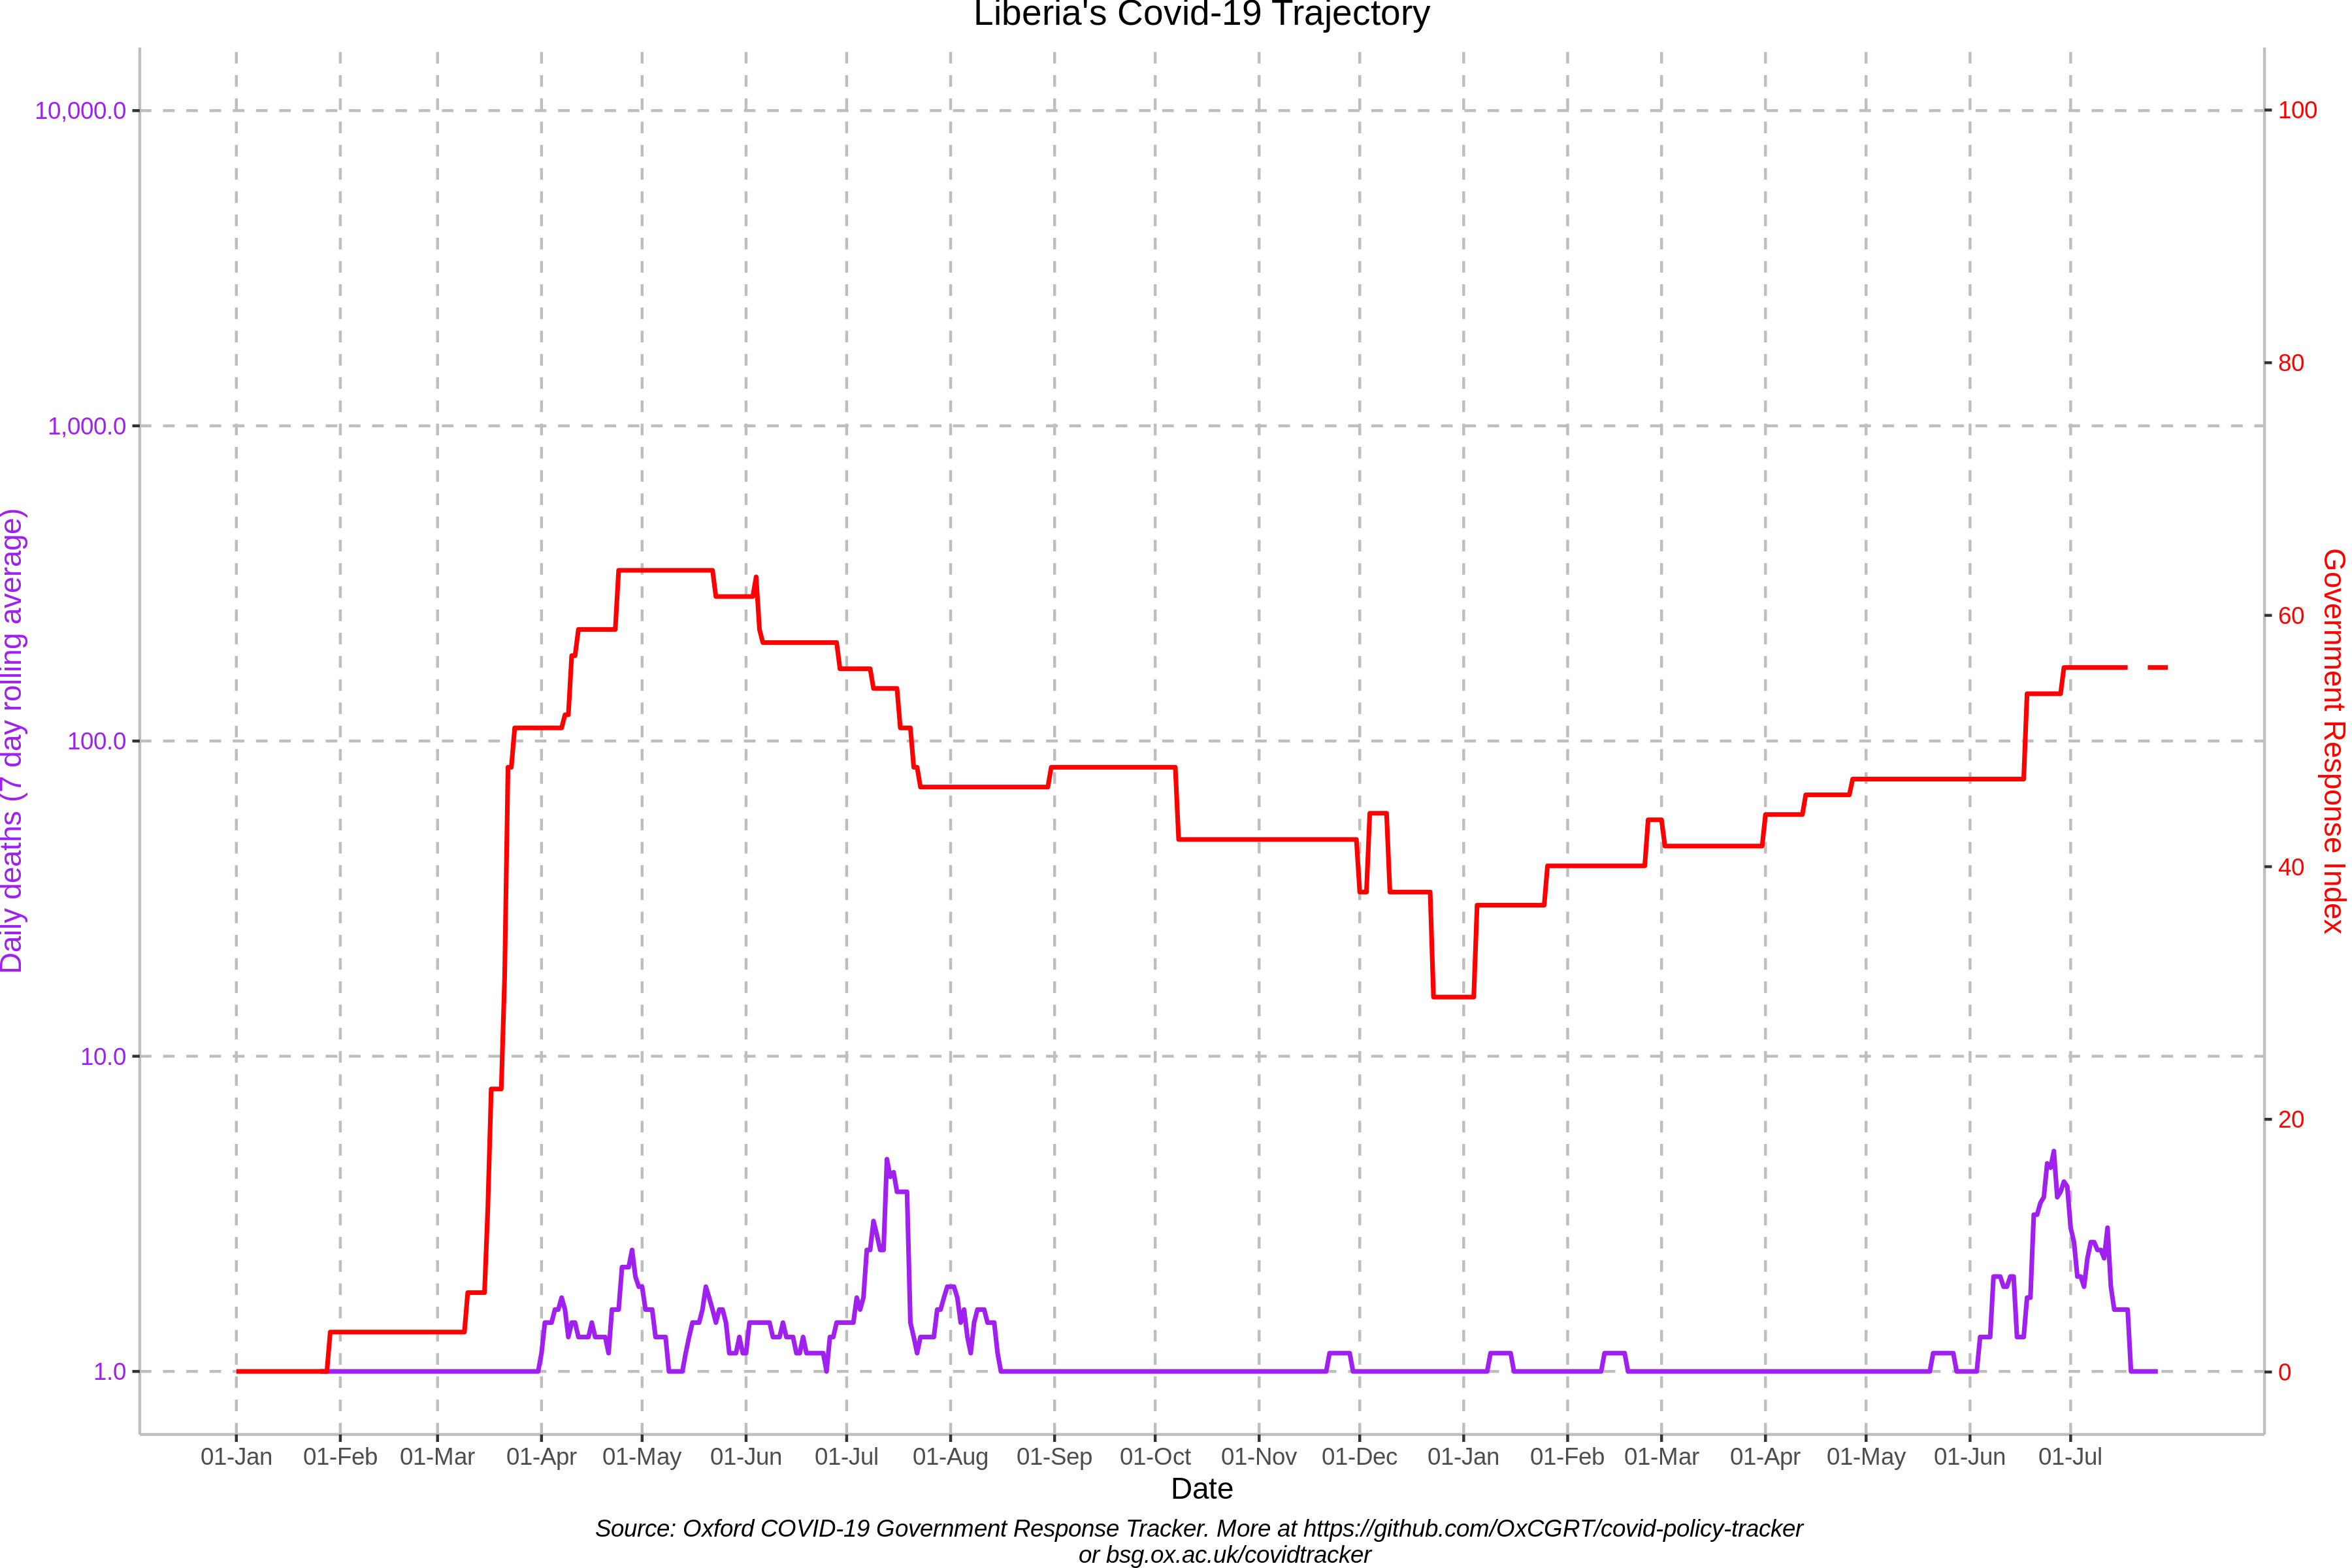 Liberia's Covid-19 Trajectory
10,000.0
1,000.0
100.0
10.0
1.0
Daily deaths (7 day rolling average)
100
80
60
40
20
0
Government Response Index
01-Jan 01-Feb 01-Mar 01-Apr 01-May 01-Jun 01-Jul 01-Aug 01-Sep 01-Oct 01-Nov 01-Dec 01-Jan 01-Feb 01-Mar 01-Apr 01-May 01-Jun 01-Jul
Date
Source: Oxford COVID-19 Government Response Tracker. More at https://github.com/OxCGRT/covid-policy-tracker
or bsg.ox.ac.uk/covidtracker